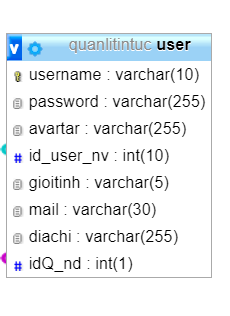 v quanlitintuc user
username : varchar(10)
password : varchar(255)
avartar : varchar(255)
# id_user_nv : int(10)
gioitinh : varchar(5)
mail : varchar(30)
diachi : varchar(255)
# idQ_nd : int(1)